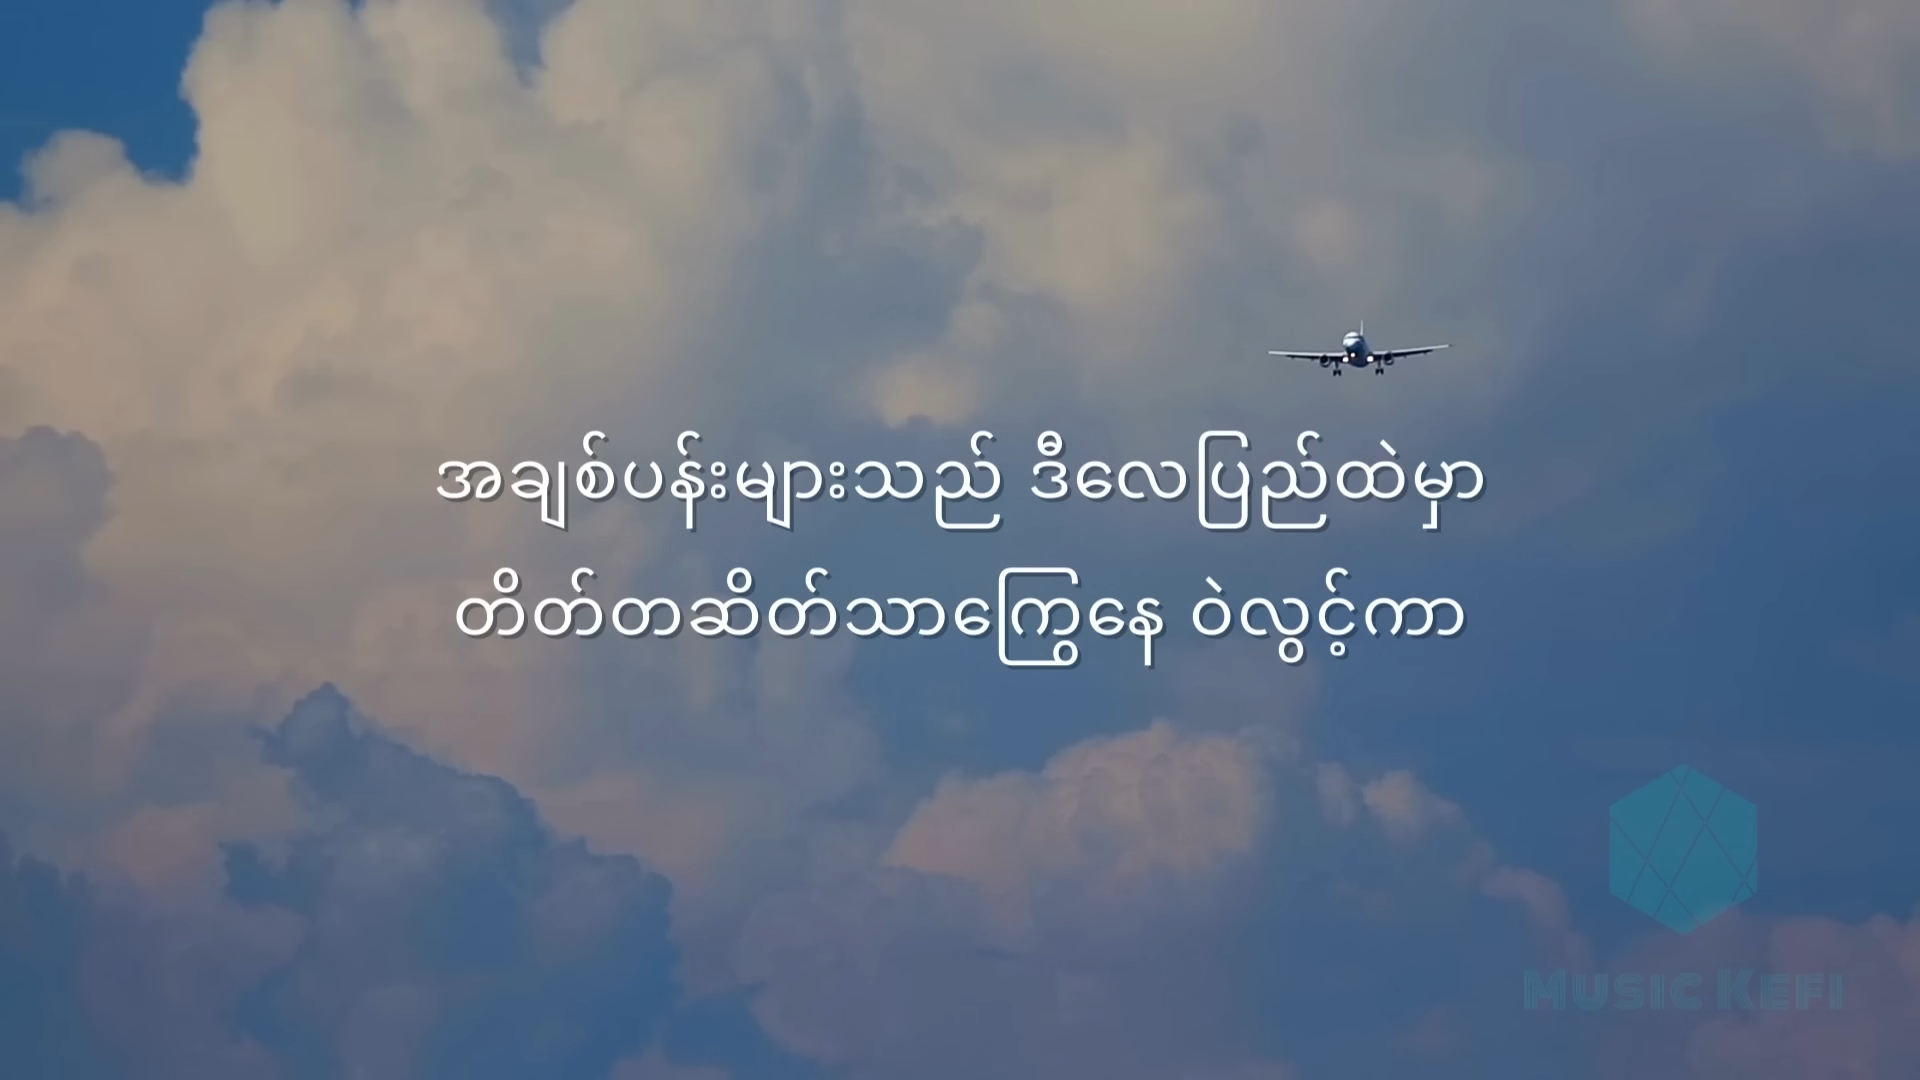 အချစ်ပန်းများသည် ဒီလေပြည်ထဲမှာ
တိတ်တဆိတ်သာကြွေနေ ဝဲလွင့်ကာ
Music Kefi